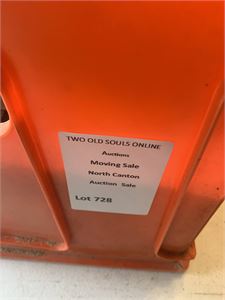 TWO OLD SOULS ONLINE
Auctions
Moving Sale
North Canton
Auction Sale
Lot 728